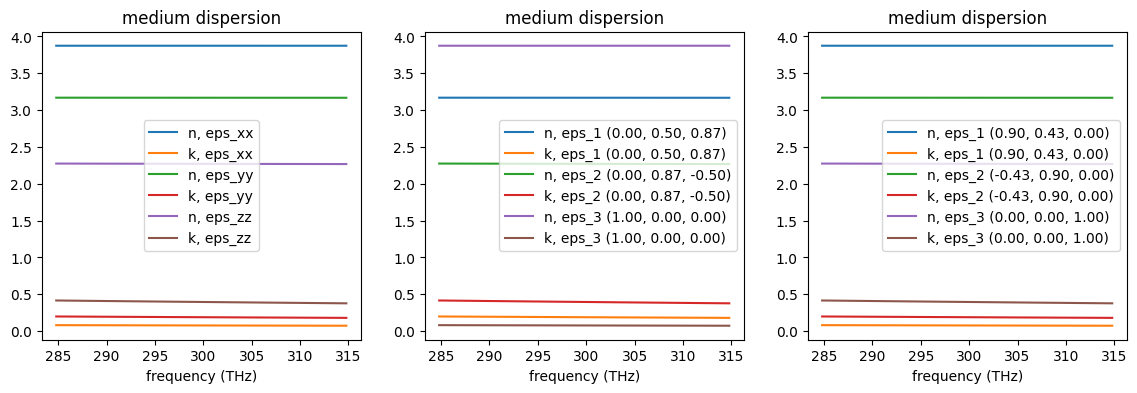 medium dispersion
4.0
3.5
3.0
2.5
2.0
1.5
1.0
0.5
0.0
n, eps_xx
k, eps_xx
n, eps_yy
k, eps_yy
n, eps_zz
k, eps_zz
285 290 295 300 305 310 315
frequency (THz)
medium dispersion
4.0
3.5
3.0
2.5
2.0
1.5
1.0
0.5
0.0
n, eps_1 (0.00, 0.50, 0.87)
k, eps_1 (0.00, 0.50, 0.87)
n, eps_2 (0.00, 0.87, -0.50)
k, eps_2 (0.00, 0.87, -0.50)
n, eps_3 (1.00, 0.00, 0.00)
k, eps_3 (1.00, 0.00, 0.00)
285 290 295 300 305 310 315
frequency (THz)
medium dispersion
4.0
3.5
3.0
2.5
2.0
1.5
1.0
0.5
0.0
n, eps_1 (0.90, 0.43, 0.00)
k, eps_1 (0.90, 0.43, 0.00)
n, eps_2 (-0.43, 0.90, 0.00)
k, eps_2 (-0.43, 0.90, 0.00)
n, eps_3 (0.00, 0.00, 1.00)
k, eps_3 (0.00, 0.00, 1.00)
285 290 295 300 305 310 315
frequency (THz)